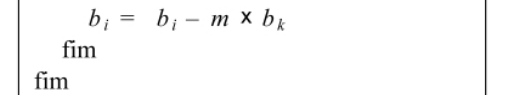 b_i = b_i – m x b_k
fim
fim